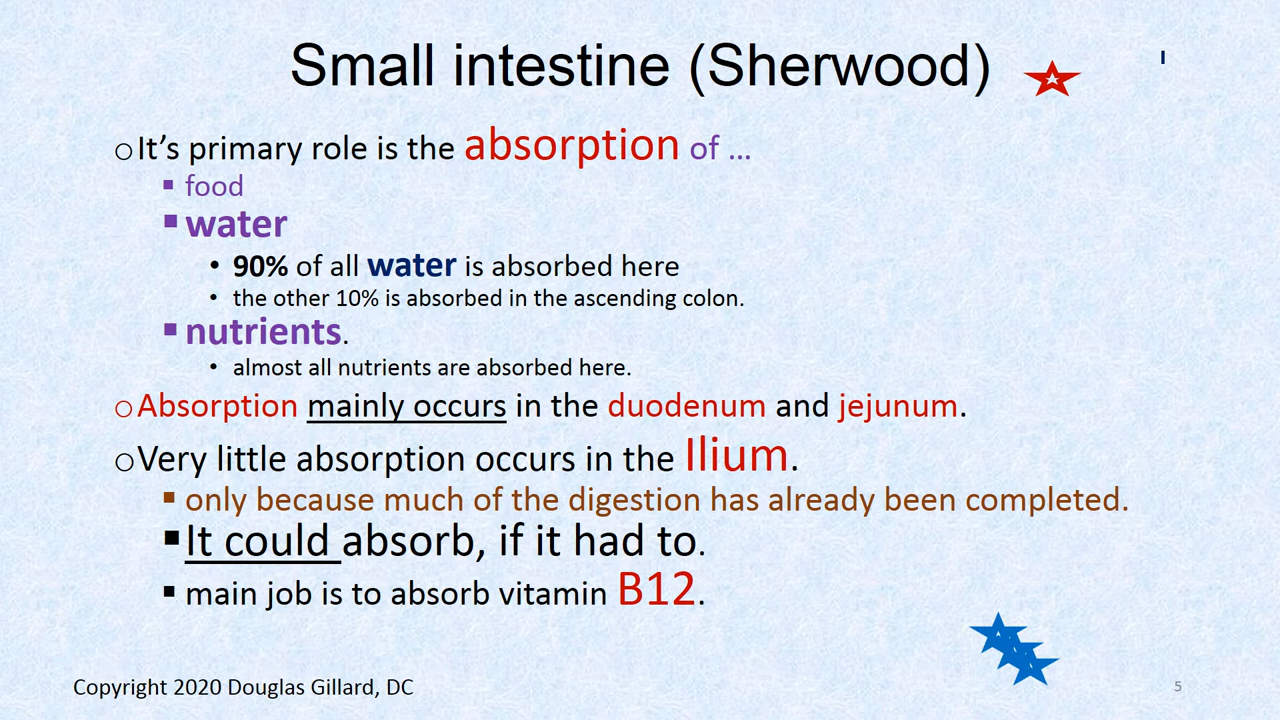 Small intestine (Sherwood)
It’s primary role is the absorption of …
food
water
90% of all water is absorbed here
the other 10% is absorbed in the ascending colon.
nutrients.
almost all nutrients are absorbed here.
Absorption mainly occurs in the duodenum and jejunum.
Very little absorption occurs in the Ilium.
only because much of the digestion has already been completed.
It could absorb, if it had to.
main job is to absorb vitamin B12.
Copyright 2020 Douglas Gillard, DC
5